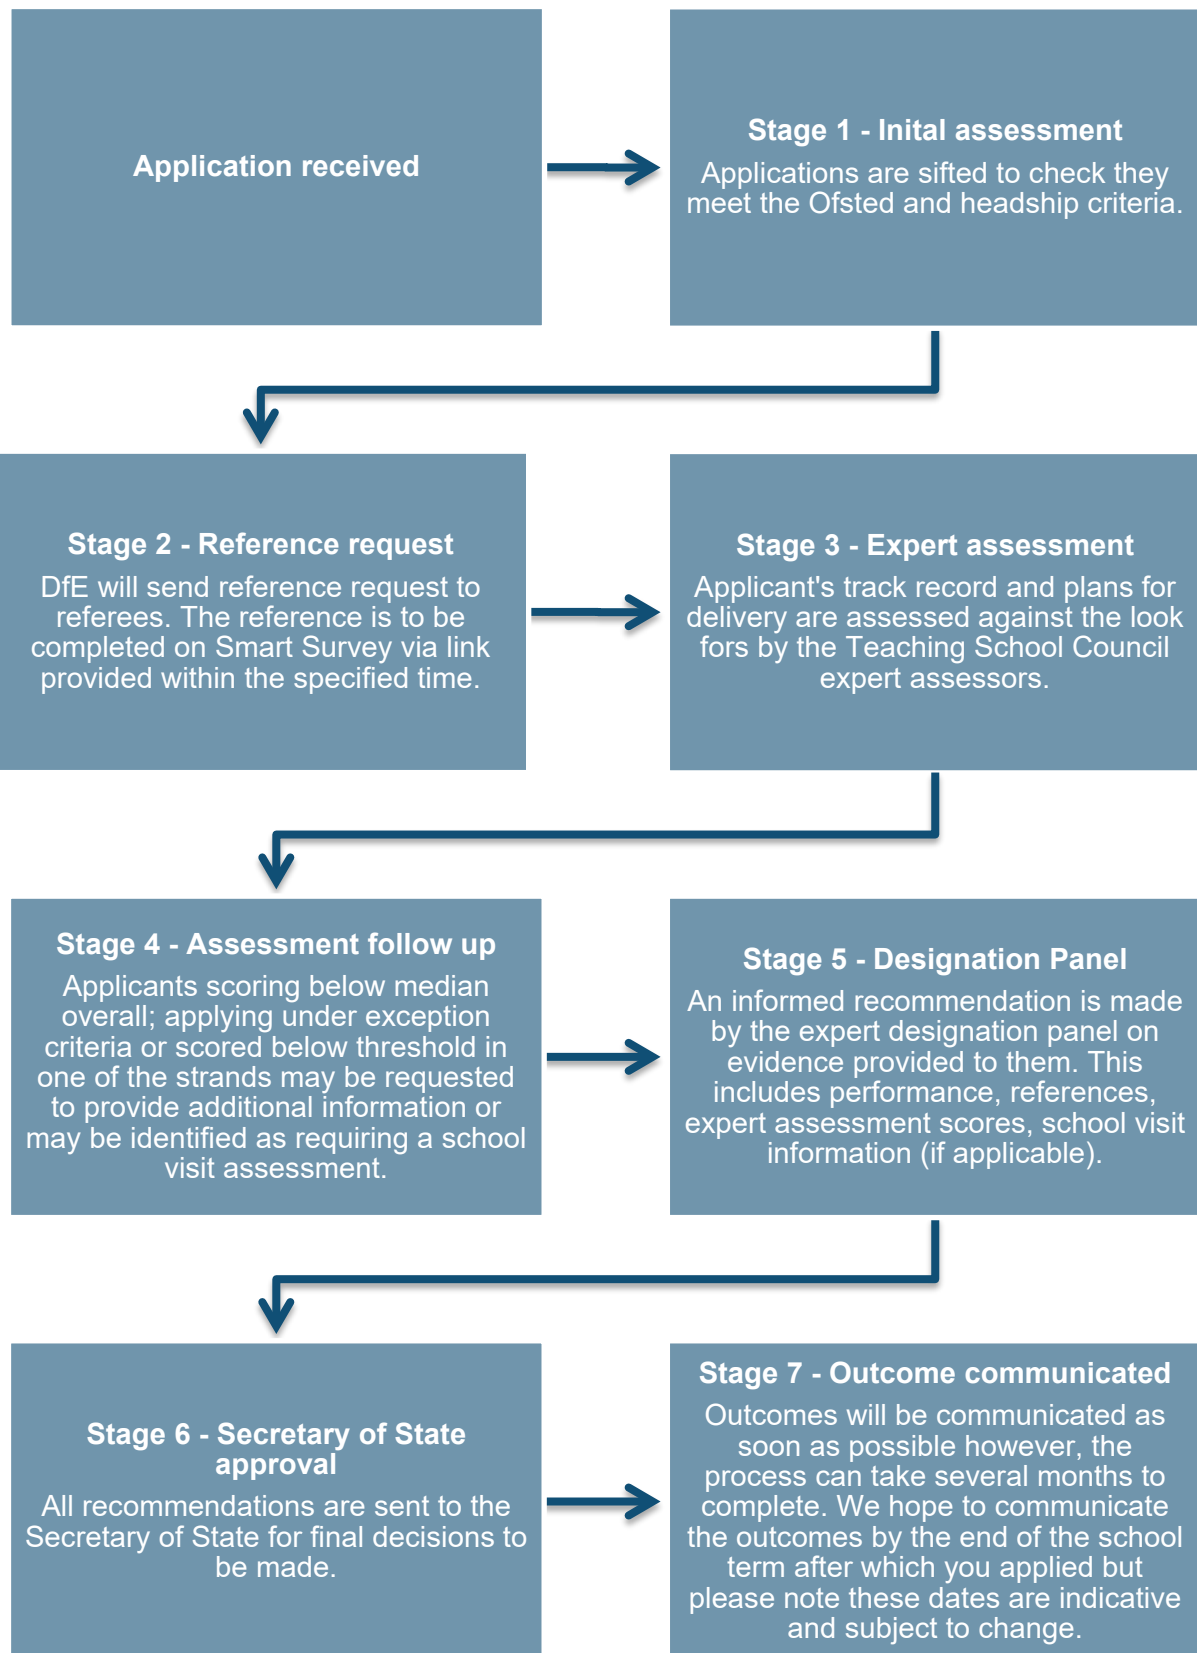 Application received
Stage 1 - Inital assessment
Applications are sifted to check they
meet the Ofsted and headship criteria.
Stage 2 - Reference request
DfE will send reference request to
referees. The reference is to be
completed on Smart Survey via link
provided within the specified time.
Stage 3 - Expert assessment
Applicant's track record and plans for
delivery are assessed against the look
fors by the Teaching School Council
expert assessors.
Stage 4 - Assessment follow up
Applicants scoring below median
overall; applying under exception
criteria or scored below threshold in
one of the strands may be requested
to provide additional information or
may be identified as requiring a school
visit assessment.
Stage 5 - Designation Panel
An informed recommendation is made
by the expert designation panel on
evidence provided to them. This
includes performance, references,
expert assessment scores, school visit
information (if applicable).
Stage 6 - Secretary of State
approval
All recommendations are sent to the
Secretary of State for final decisions to
be made.
Stage 7 - Outcome communicated
Outcomes will be communicated as
soon as possible however, the
process can take several months to
complete. We hope to communicate
the outcomes by the end of the school
term after which you applied but
please note these dates are indicative
and subject to change.